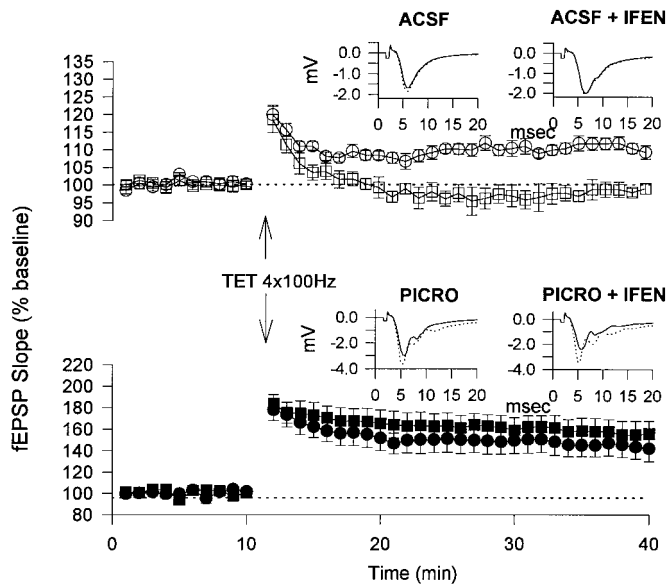 ACSF ACSF + IFEN
0.0 0.0
-1.0 -1.0
-2.0 -2.0
mV
0 5 10 15 20 0 5 10 15 20
msec
135
130
125
120
115
110
105
100
95
90
TET 4x100Hz
fEPSP Slope (% baseline)
PICRO PICRO + IFEN
0.0 0.0
-2.0 -2.0
-4.0 -4.0
mV
0 5 10 15 20 0 5 10 15 20
msec
200
180
160
140
120
100
80
0 10 20 30 40
Time (min)